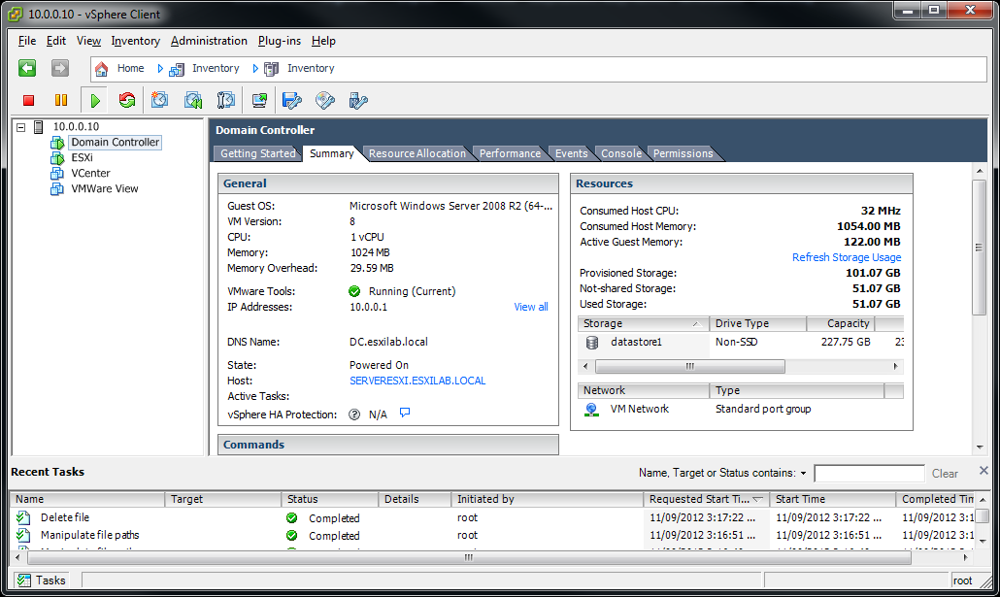 10.0.0.10 - vSphere Client
File Edit View Inventory Administration Plug-ins Help
Home Inventory Inventory
10.0.0.10
Domain Controller
ESXi
VCenter
VMWare View
Domain Controller
Getting Started Summary Resource Allocation Performance Events Console Permissions
General
Guest OS: Microsoft Windows Server 2008 R2 (64-...
VM Version: 8
CPU: 1 vCPU
Memory: 1024 MB
Memory Overhead: 29.59 MB
VMware Tools: Running (Current)
IP Addresses: 10.0.0.1 View all
DNS Name: DC.esxilab.local
State: Powered On
Host: SERVERESXI.ESXILAB.LOCAL
Active Tasks:
vSphere HA Protection: N/A
Commands
Resources
Consumed Host CPU: 32 MHz
Consumed Host Memory: 1054.00 MB
Active Guest Memory: 122.00 MB
Refresh Storage Usage
Provisioned Storage: 101.07 GB
Not-shared Storage: 51.07 GB
Used Storage: 51.07 GB
Storage Drive Type Capacity
datastore1 Non-SSD 227.75 GB 23
Network Type
VM Network Standard port group
Recent Tasks
Name, Target or Status contains: Clear
Name Target Status Details Initiated by Requested Start Ti... Start Time Completed Tim
Delete file Completed root 11/09/2012 3:17:22 ... 11/09/2012 3:17:22 ... 11/09/2012 3:1
Manipulate file paths Completed root 11/09/2012 3:16:51 ... 11/09/2012 3:16:51 ... 11/09/2012 3:1
Tasks root